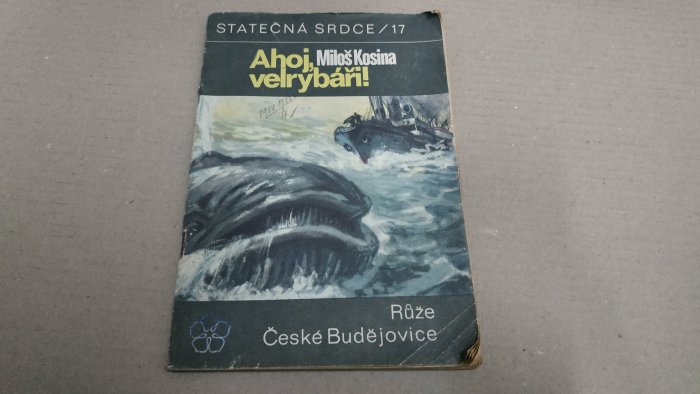 STATEČNÁ SRDCE/17
Ahoj, Miloš Kosina
velrybáři!
Růže
České Budějovice